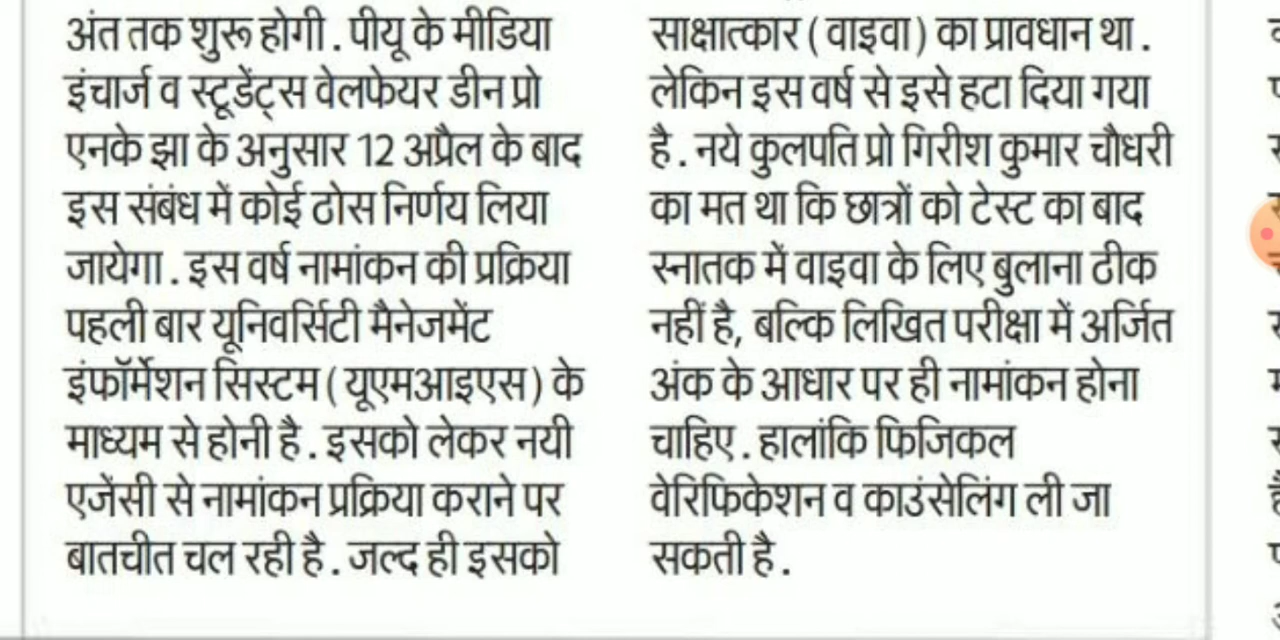 अंत तक शुरू होगी. पीयू के मीडिया
इंचार्ज व स्टूडेंट्स वेलफेयर डीन प्रो
एनके झा के अनुसार 12 अप्रैल के बाद
इस संबंध में कोई ठोस निर्णय लिया
जायेगा. इस वर्ष नामांकन की प्रक्रिया
पहली बार यूनिवर्सिटी मैनेजमेंट
इंफॉर्मेशन सिस्टम (यूएमआइएस) के
माध्यम से होनी है. इसको लेकर नयी
एजेंसी से नामांकन प्रक्रिया कराने पर
बातचीत चल रही है. जल्द ही इसको
साक्षात्कार (वाइवा) का प्रावधान था.
लेकिन इस वर्ष से इसे हटा दिया गया
है. नये कुलपति प्रो गिरीश कुमार चौधरी
का मत था कि छात्रों को टेस्ट का बाद
स्नातक में वाइवा के लिए बुलाना ठीक
नहीं है, बल्कि लिखित परीक्षा में अर्जित
अंक के आधार पर ही नामांकन होना
चाहिए. हालांकि फिजिकल
वेरिफिकेशन व काउंसेलिंग ली जा
सकती है.